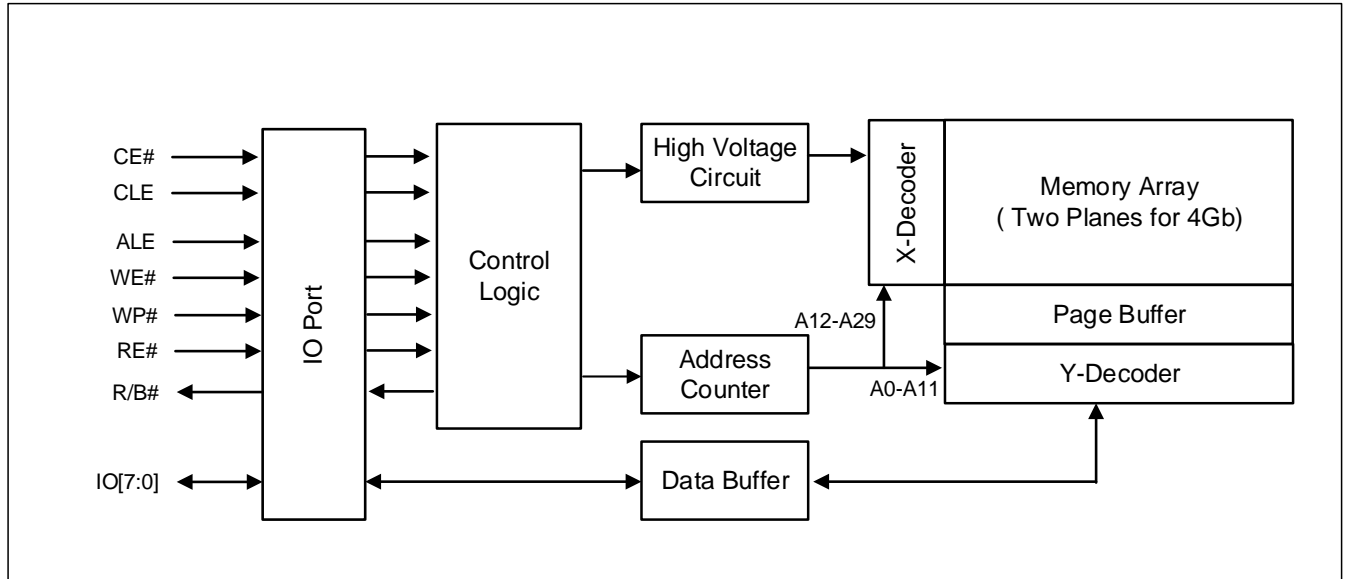 CE#
CLE
ALE
WE#
WP#
RE#
R/B#
IO[7:0]
IO Port
Control
Logic
High Voltage
Circuit
Address
Counter
Data Buffer
X-Decoder
A12-A29
A0-A11
Memory Array
( Two Planes for 4Gb)
Page Buffer
Y-Decoder